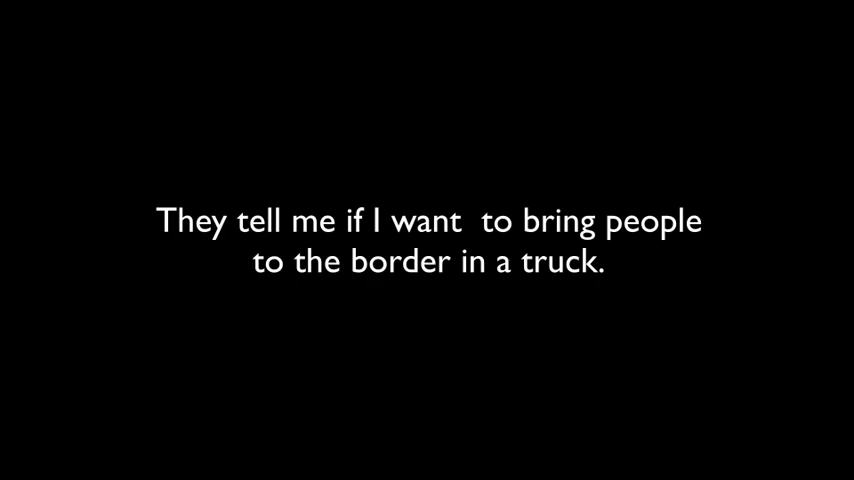 They tell me if I want  to bring people
to the border in a truck.